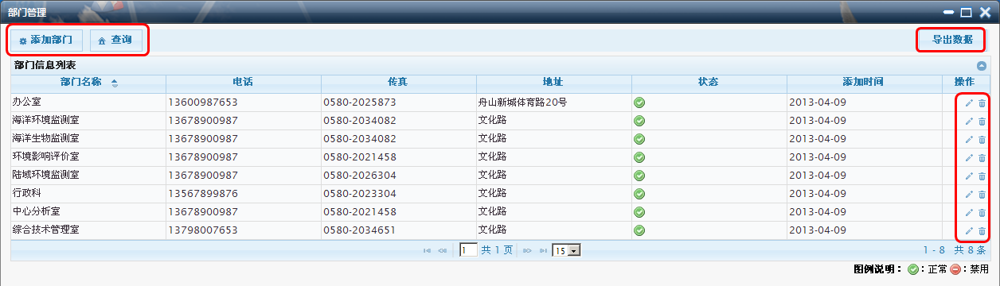 部门管理
添加部门 查询 导出数据
部门信息列表
部门名称 电话 传真 地址 状态 添加时间 操作
办公室 13600987653 0580-2025873 舟山新城体育路20号 2013-04-09
海洋环境监测室 13678900987 0580-2034082 文化路 2013-04-09
海洋生物监测室 13678900987 0580-2034082 文化路 2013-04-09
环境影响评价室 13678900987 0580-2021458 文化路 2013-04-09
陆域环境监测室 13678900987 0580-2026304 文化路 2013-04-09
行政科 13567899876 0580-2023304 文化路 2013-04-09
中心分析室 13678900987 0580-2021458 文化路 2013-04-09
综合技术管理室 13798007653 0580-2034651 文化路 2013-04-09
1 共 1 页 15 1 - 8 共 8 条
图例说明：：正常 ：禁用